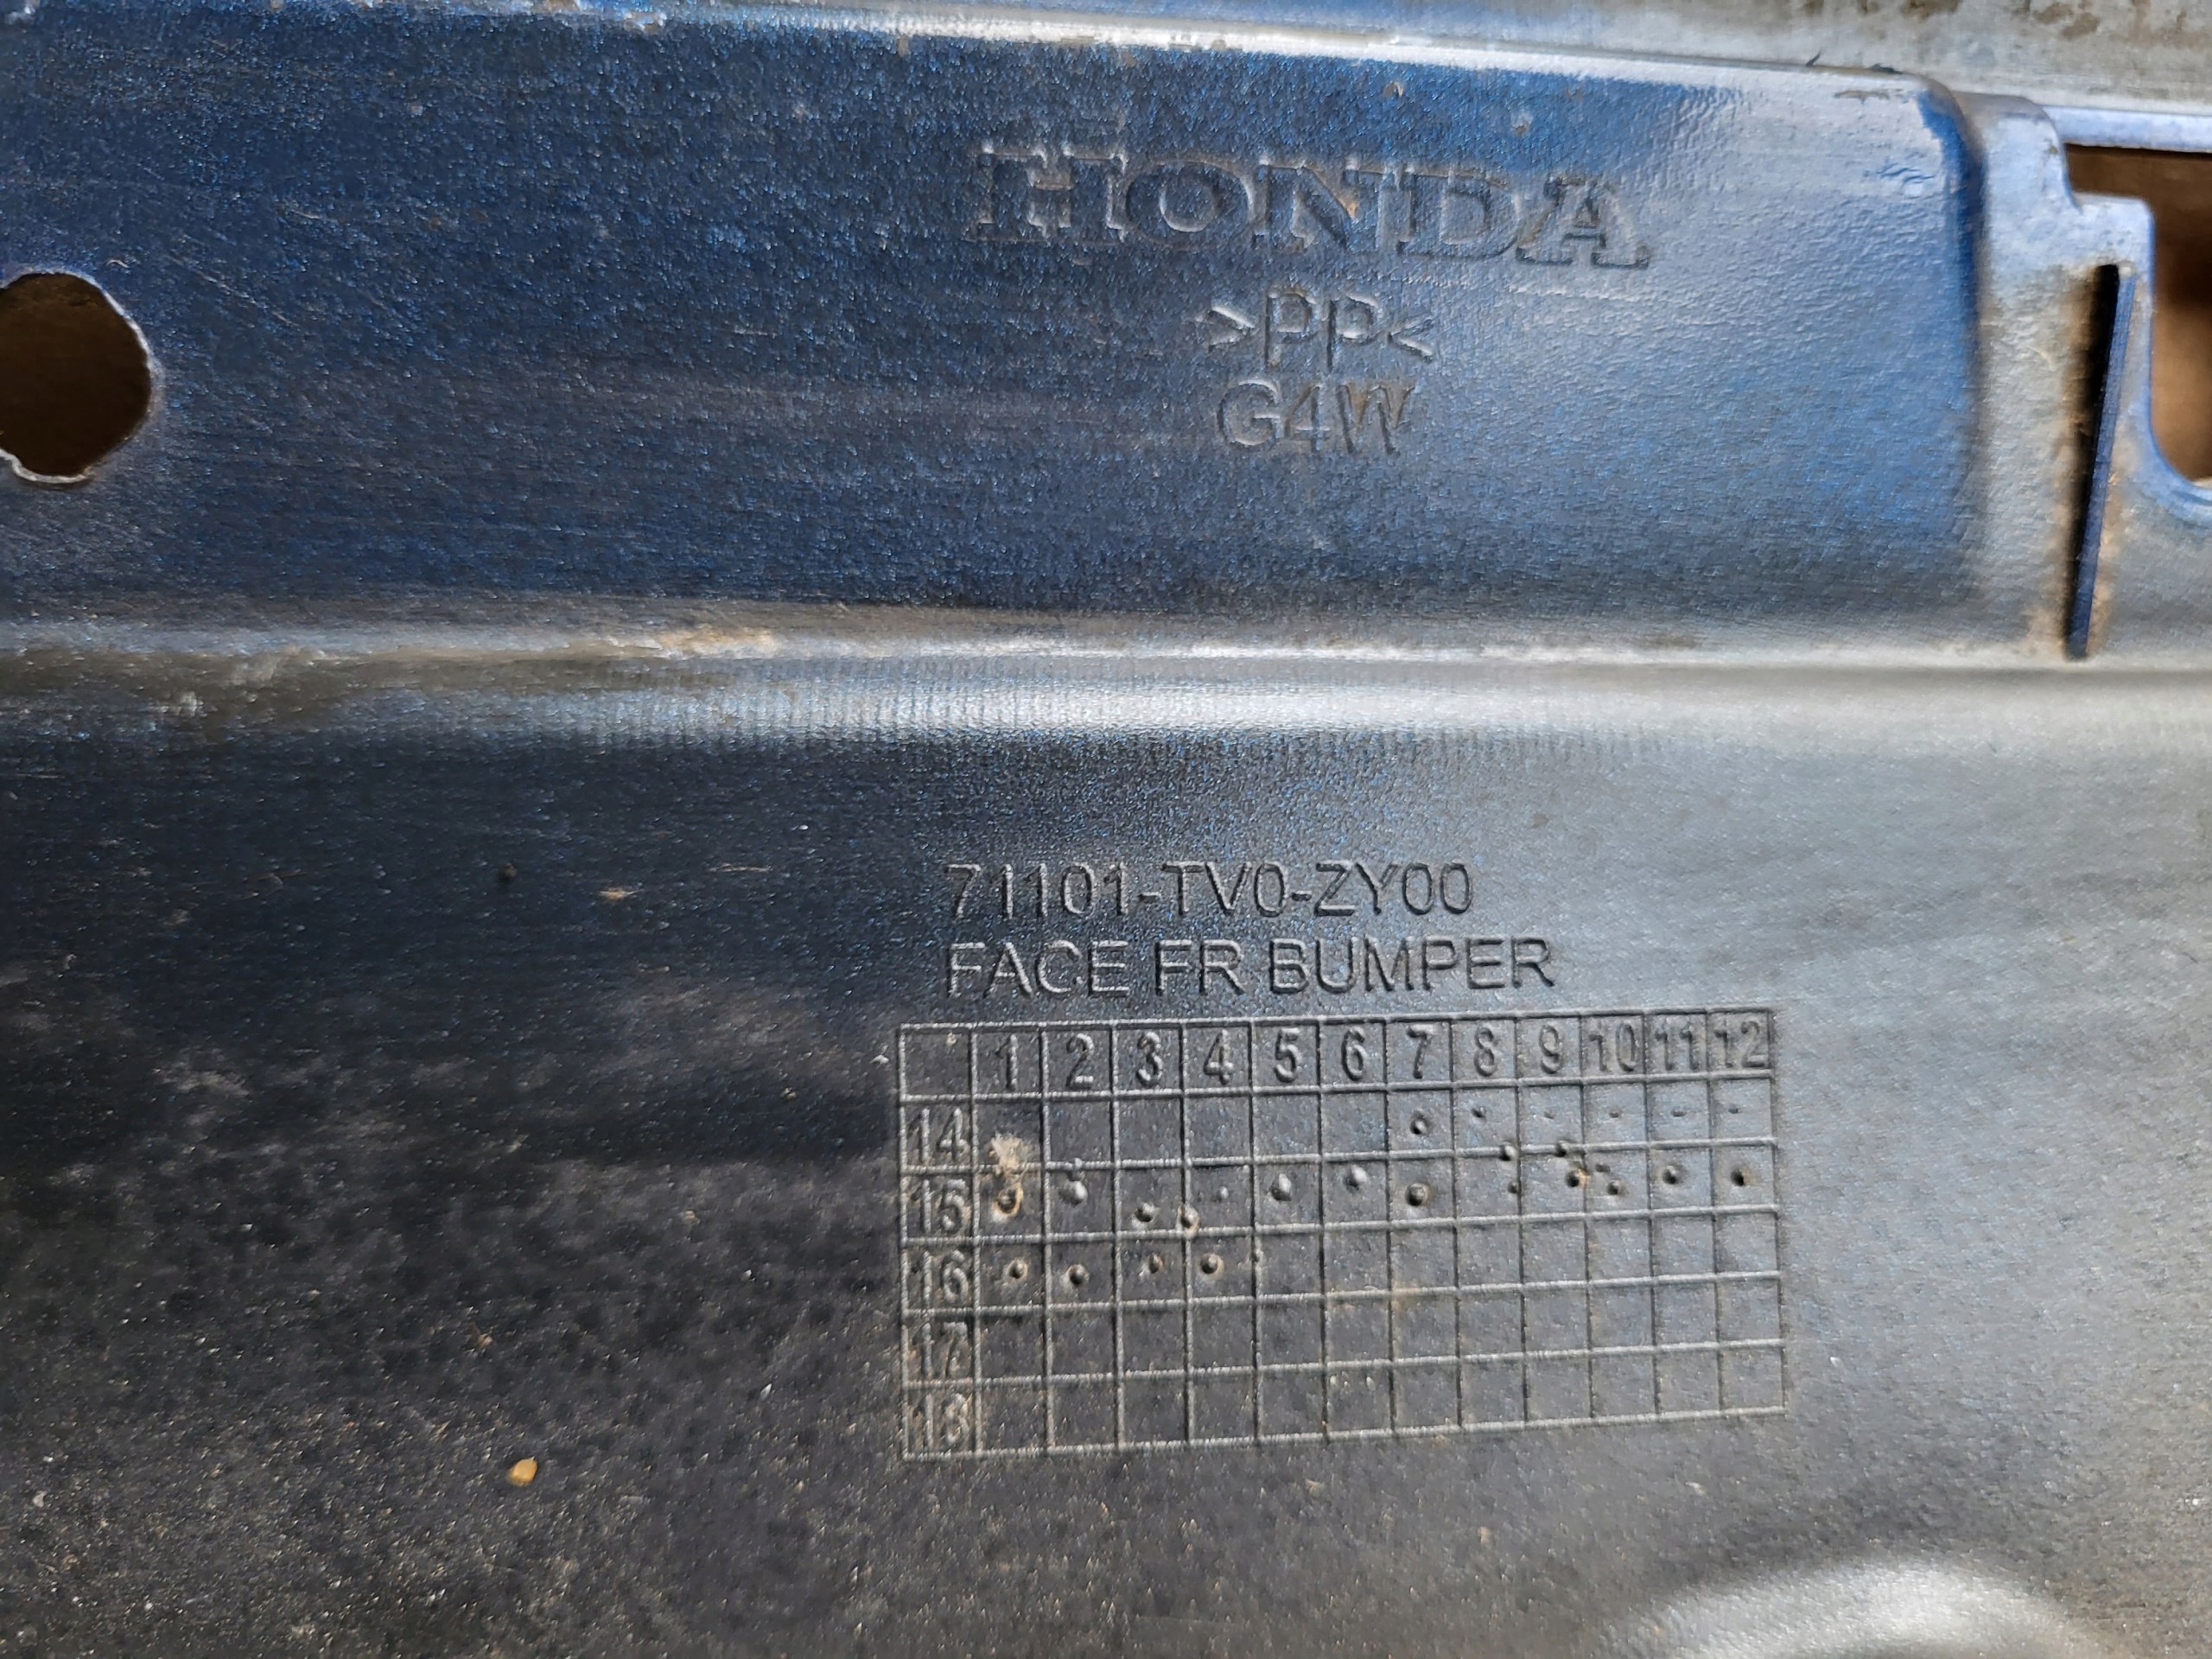 HONDA
>PP<
G4W
71101-TV0-ZY00
FACE FR BUMPER
1 2 3 4 5 6 7 8 9 10 11 12
14
15
16
17
18